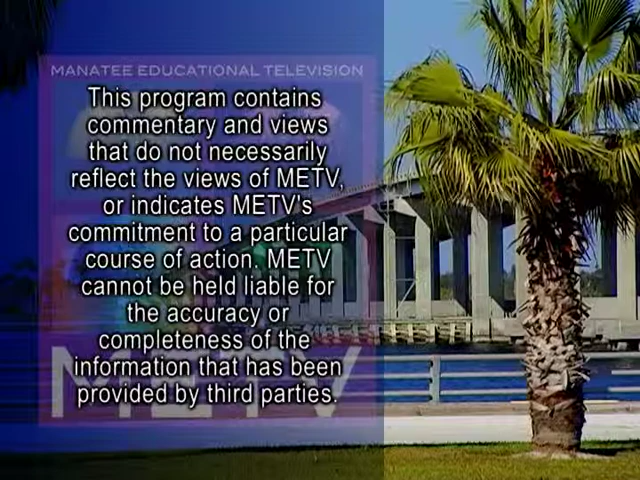 MANATEE EDUCATIONAL TELEVISION
This program contains
commentary and views
that do not necessarily
reflect the views of METV,
or indicates METV's
commitment to a particular
course of action. METV
cannot be held liable for
the accuracy or
completeness of the
information that has been
provided by third parties.
METV